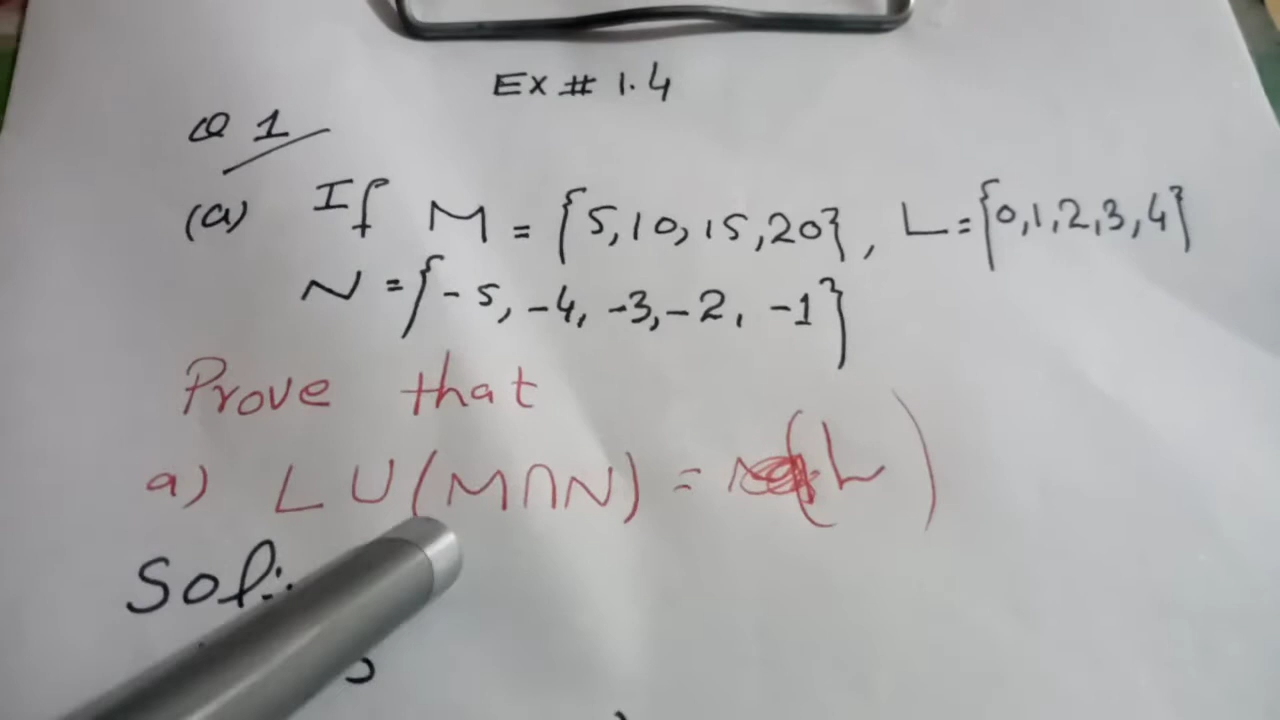 Ex # 1.4
Q 1
(a) If M = {5,10,15,20}, L={0,1,2,3,4}
N = {-5, -4, -3, -2, -1}
Prove that
a) L U (M ∩ N) = (L )
Sol: